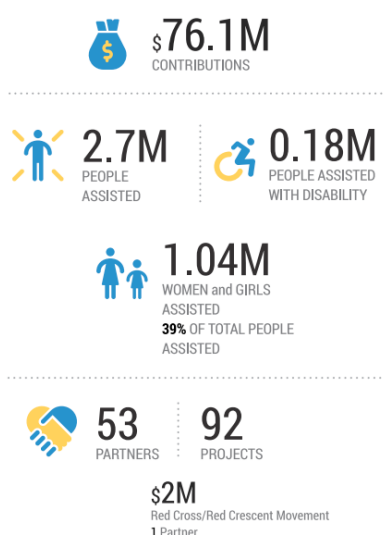 $76.1M
CONTRIBUTIONS
2.7M
PEOPLE
ASSISTED
0.18M
PEOPLE ASSISTED
WITH DISABILITY
1.04M
WOMEN and GIRLS
ASSISTED
39% OF TOTAL PEOPLE
ASSISTED
53
PARTNERS
92
PROJECTS
$2M
Red Cross/Red Crescent Movement
1 Partner